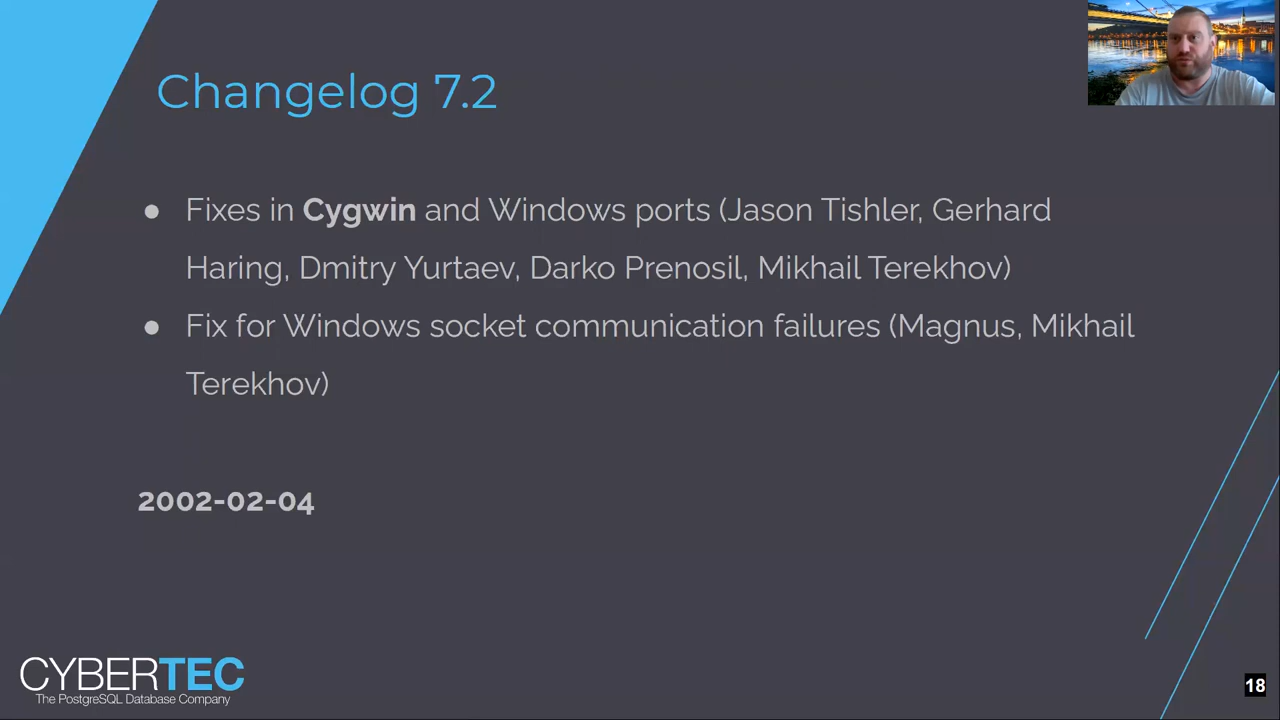 Changelog 7.2
● Fixes in Cygwin and Windows ports (Jason Tishler, Gerhard
Haring, Dmitry Yurtaev, Darko Prenosil, Mikhail Terekhov)
● Fix for Windows socket communication failures (Magnus, Mikhail
Terekhov)
2002-02-04
CYBERTEC
The PostgreSQL Database Company
18